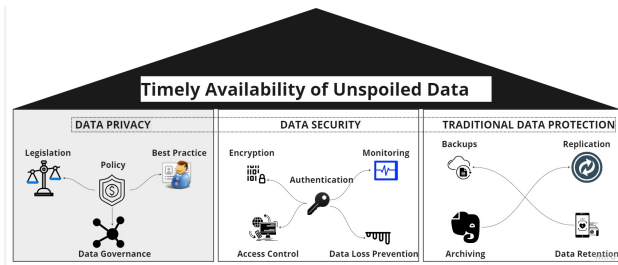 Timely Availability of Unspoiled Data
DATA PRIVACY
DATA SECURITY
TRADITIONAL DATA PROTECTION
Legislation
Policy
Best Practice
Data Governance
Encryption
Monitoring
Authentication
Access Control
Data Loss Prevention
Backups
Replication
Archiving
Data Retention